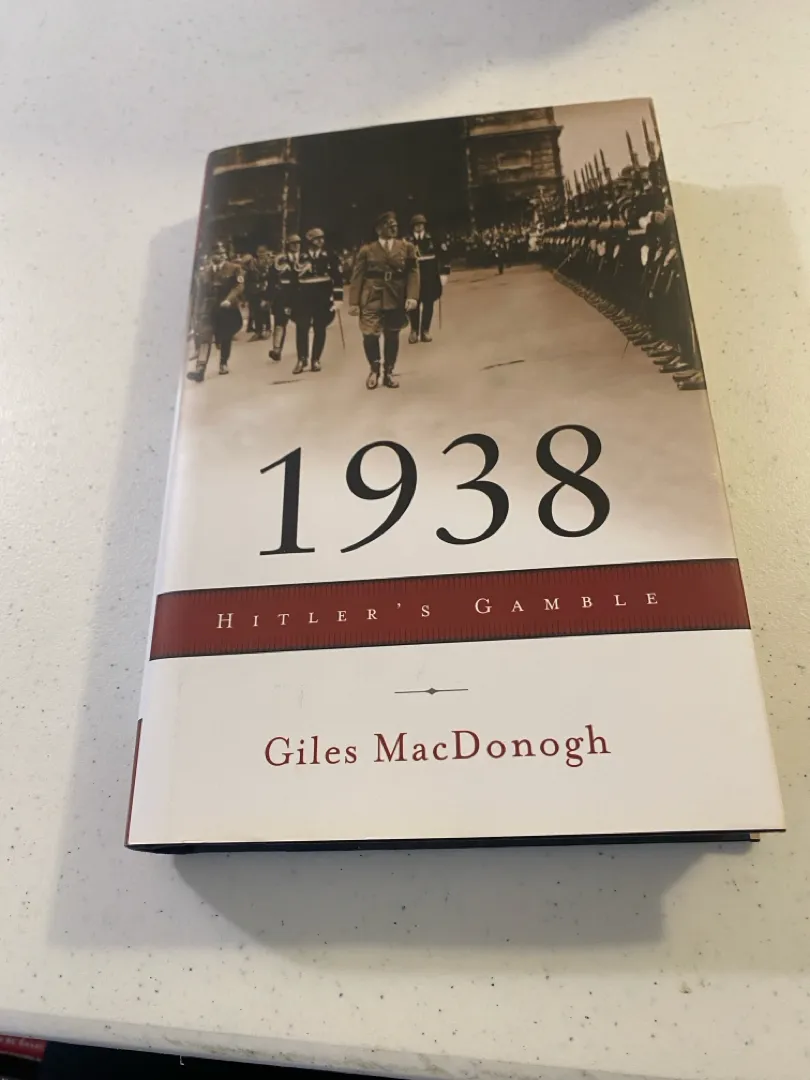 1938
HITLER'S GAMBLE
Giles MacDonogh